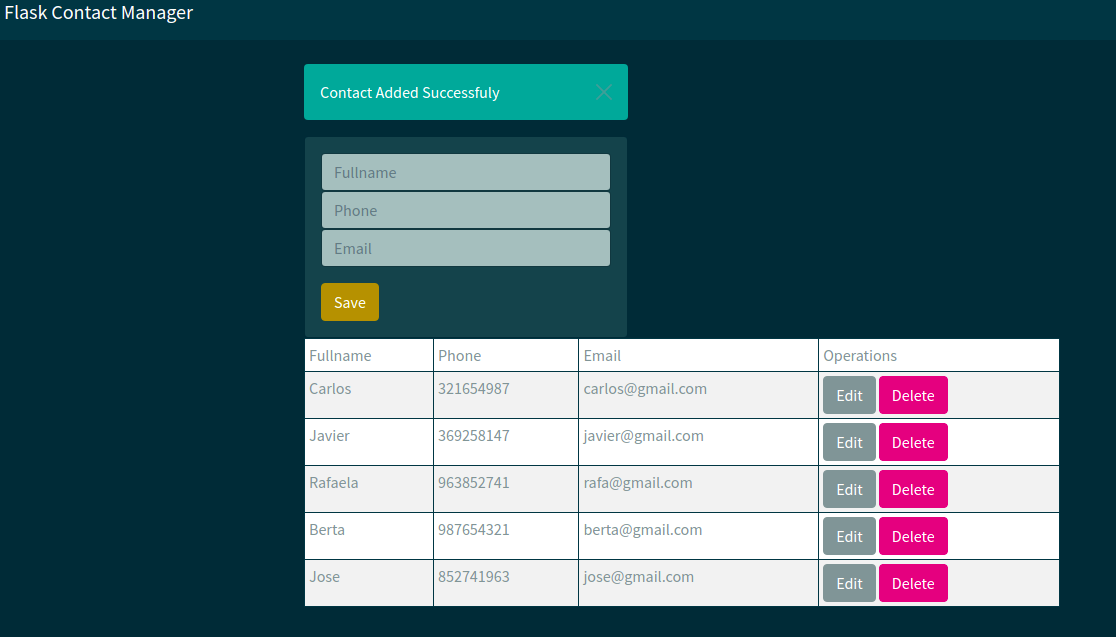 Flask Contact Manager
Contact Added Successfuly
Fullname
Phone
Email
Save
Fullname Phone Email Operations
Carlos 321654987 carlos@gmail.com Edit Delete
Javier 369258147 javier@gmail.com Edit Delete
Rafaela 963852741 rafa@gmail.com Edit Delete
Berta 987654321 berta@gmail.com Edit Delete
Jose 852741963 jose@gmail.com Edit Delete